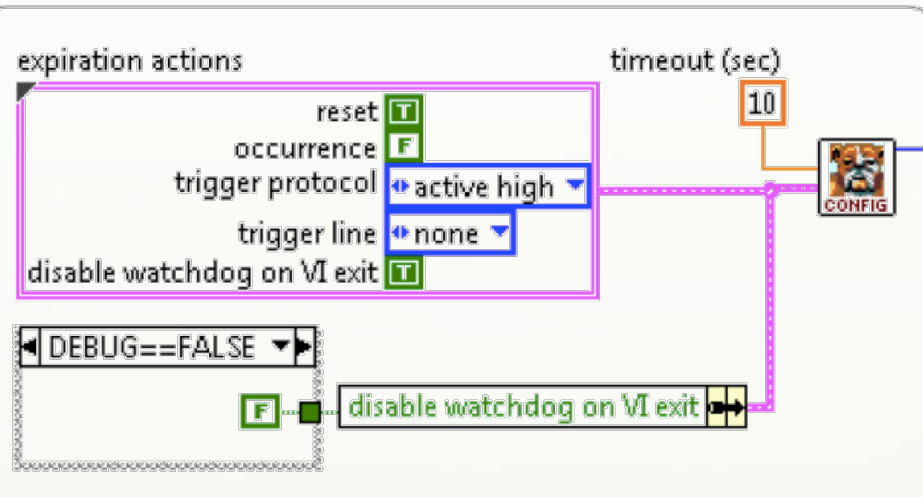 expiration actions
timeout (sec)
reset T
10
occurrence F
trigger protocol active high
CONFIG
trigger line none
disable watchdog on VI exit T
DEBUG==FALSE
F disable watchdog on VI exit